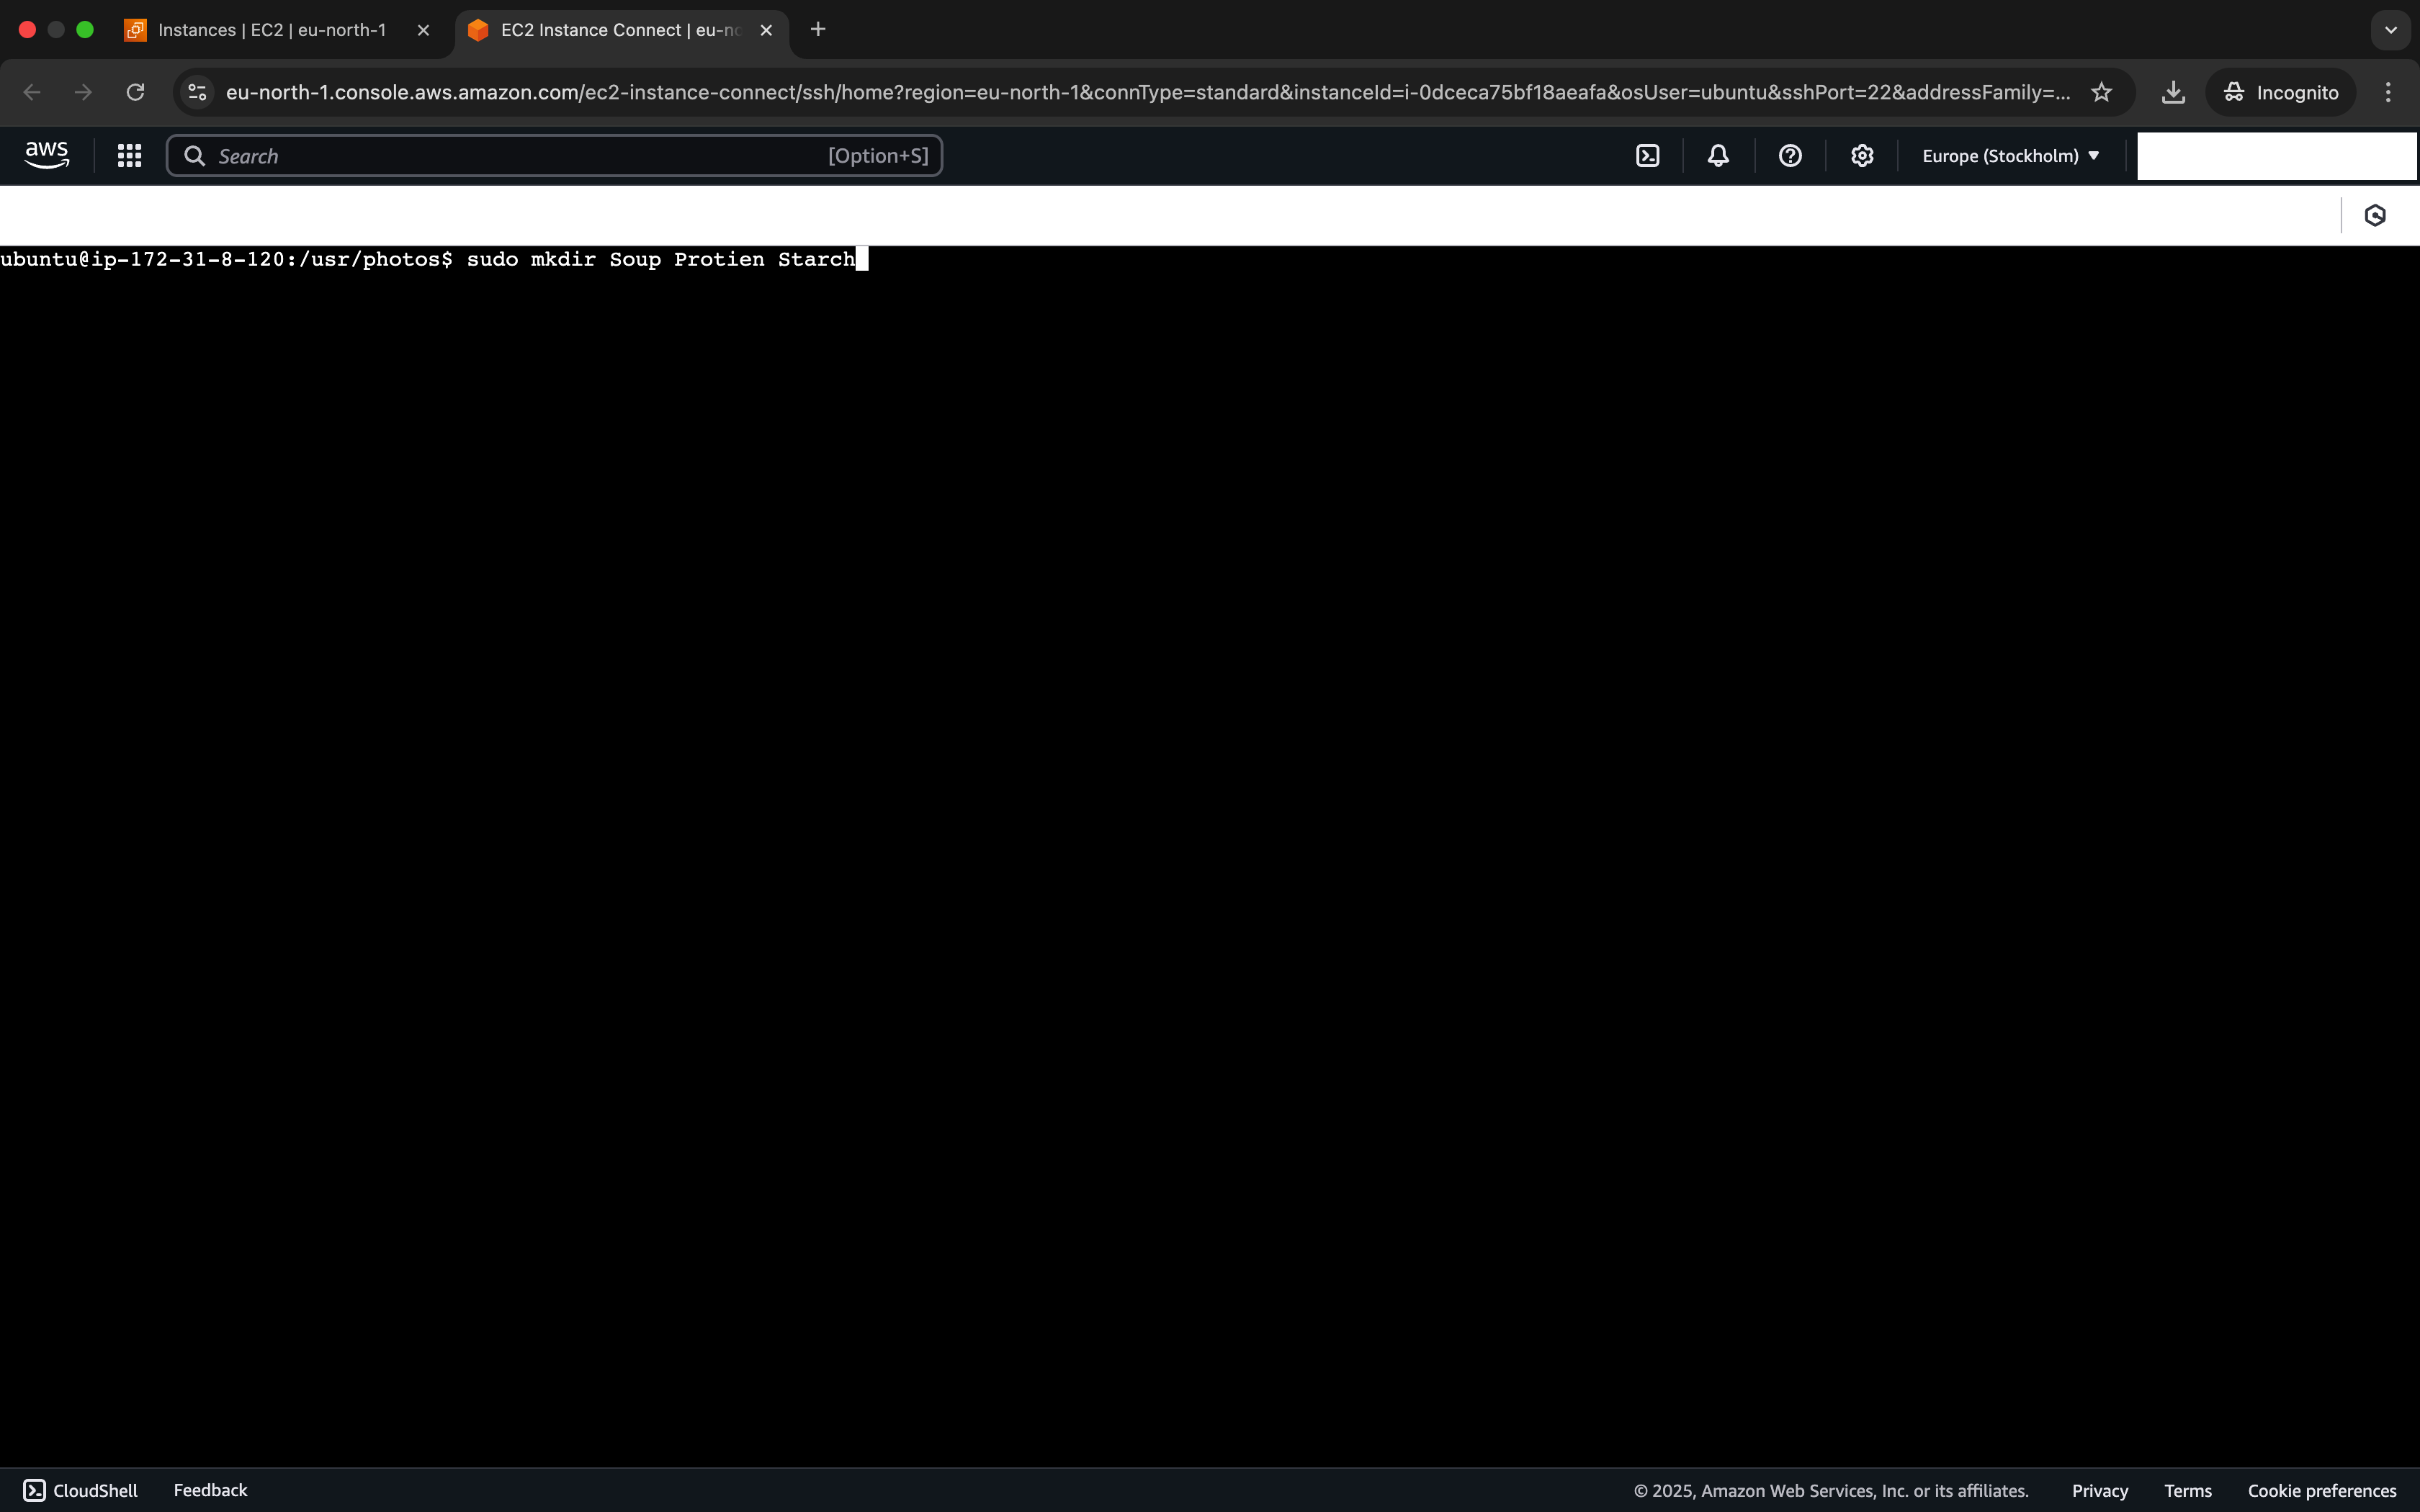 Instances | EC2 | eu-north-1
EC2 Instance Connect | eu-no
eu-north-1.console.aws.amazon.com/ec2-instance-connect/ssh/home?region=eu-north-1&connType=standard&instanceId=i-0dceca75bf18aeafa&osUser=ubuntu&sshPort=22&addressFamily=...
Incognito
aws
Search
[Option+S]
Europe (Stockholm)
ubuntu@ip-172-31-8-120:/usr/photos$ sudo mkdir Soup Protien Starch
CloudShell
Feedback
© 2025, Amazon Web Services, Inc. or its affiliates.
Privacy
Terms
Cookie preferences